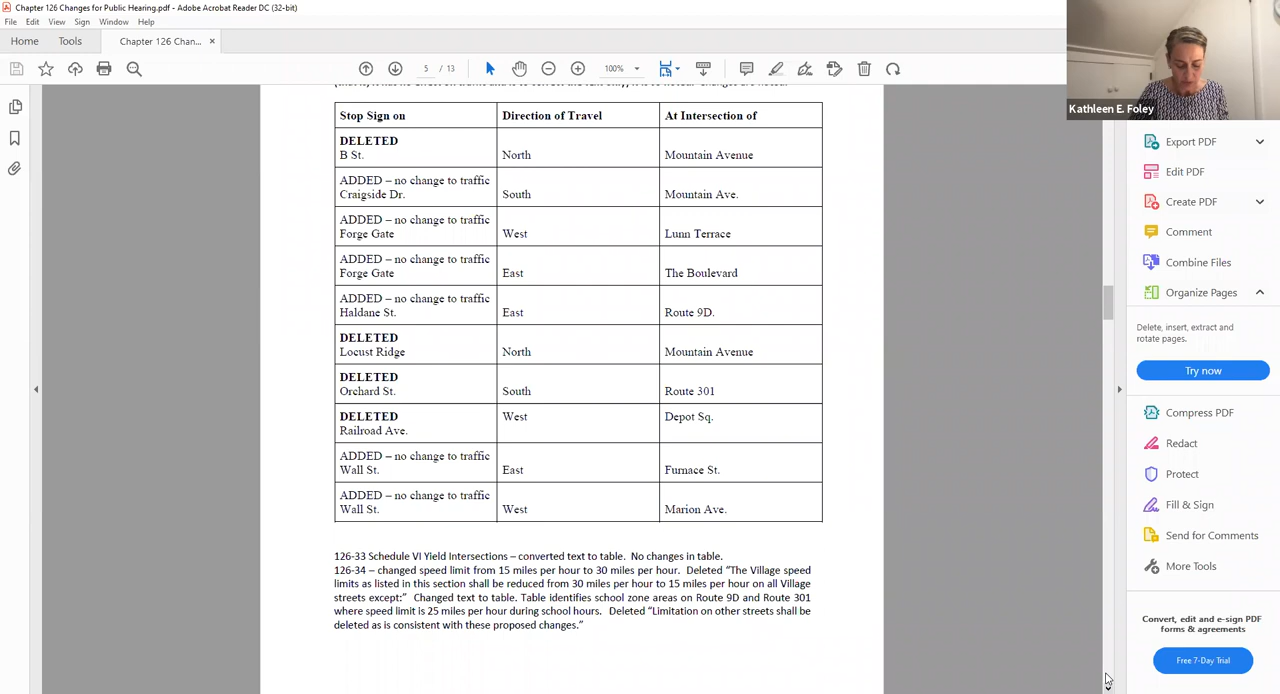 Chapter 126 Changes for Public Hearing.pdf - Adobe Acrobat Reader DC (32-bit)
File Edit View Sign Window Help
Home Tools Chapter 126 Chan... ×
5 / 13 100%
Kathleen E. Foley
Stop Sign on Direction of Travel At Intersection of
DELETED
B St. North Mountain Avenue
ADDED – no change to traffic
Craigside Dr. South Mountain Ave.
ADDED – no change to traffic
Forge Gate West Lunn Terrace
ADDED – no change to traffic
Forge Gate East The Boulevard
ADDED – no change to traffic
Haldane St. East Route 9D.
DELETED
Locust Ridge North Mountain Avenue
DELETED
Orchard St. South Route 301
DELETED West Depot Sq.
Railroad Ave.
ADDED – no change to traffic
Wall St. East Furnace St.
ADDED – no change to traffic
Wall St. West Marion Ave.
126-33 Schedule VI Yield Intersections – converted text to table. No changes in table.
126-34 – changed speed limit from 15 miles per hour to 30 miles per hour. Deleted “The Village speed
limits as listed in this section shall be reduced from 30 miles per hour to 15 miles per hour on all Village
streets except:” Changed text to table. Table identifies school zone areas on Route 9D and Route 301
where speed limit is 25 miles per hour during school hours. Deleted “Limitation on other streets shall be
deleted as is consistent with these proposed changes.”
Export PDF
Edit PDF
Create PDF
Comment
Combine Files
Organize Pages
Delete, insert, extract and
rotate pages.
Try now
Compress PDF
Redact
Protect
Fill & Sign
Send for Comments
More Tools
Convert, edit and e-sign PDF
forms & agreements
Free 7-Day Trial